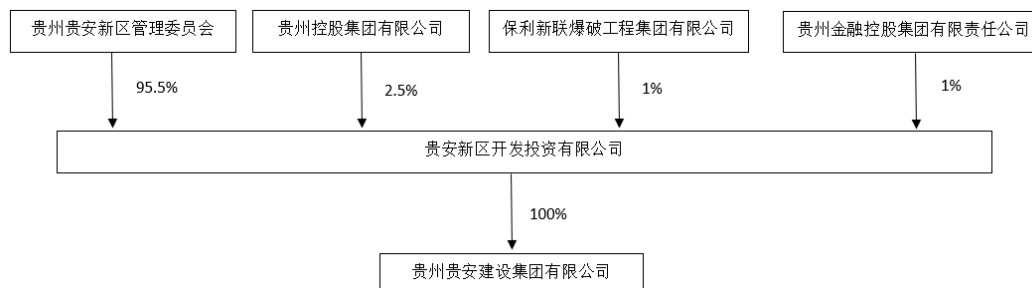 贵州贵安新区管理委员会
贵州控股集团有限公司
保利新联爆破工程集团有限公司
贵州金融控股集团有限责任公司
95.5%
2.5%
1%
1%
贵安新区开发投资有限公司
100%
贵州贵安建设集团有限公司